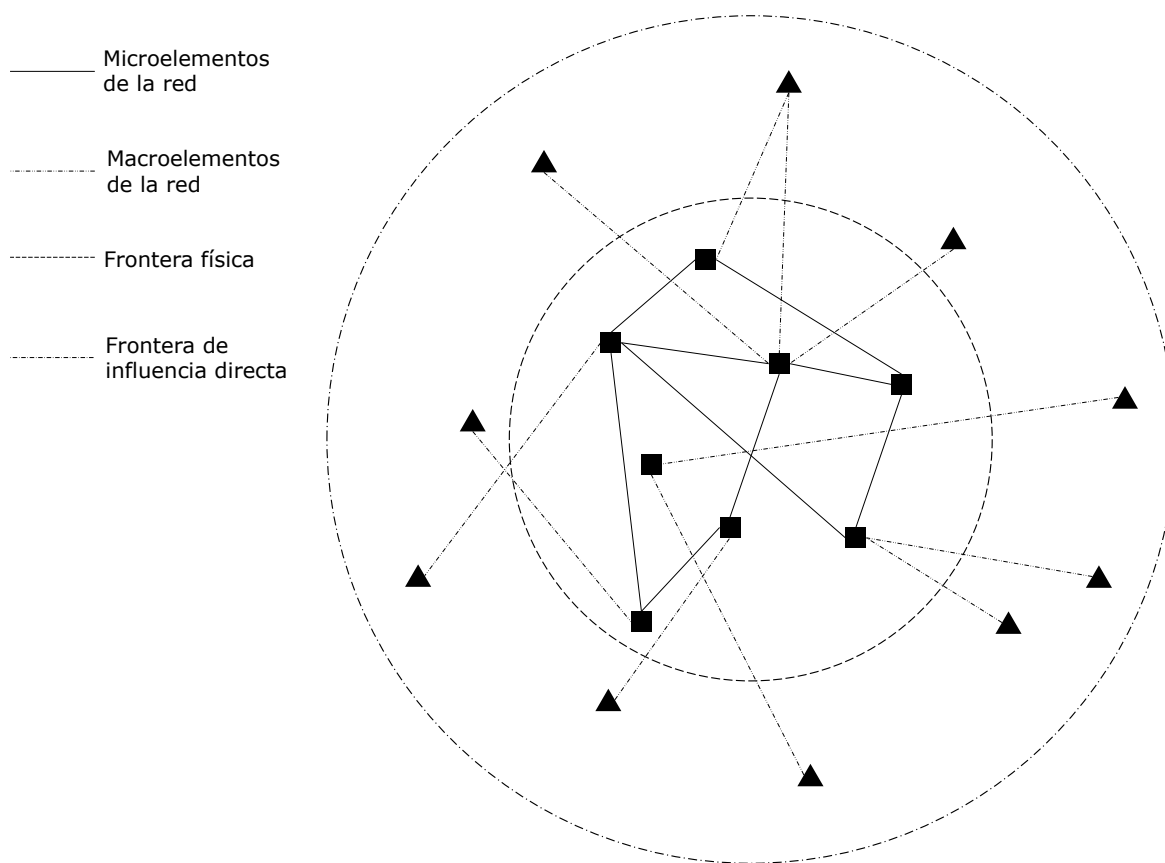 Microelementos
de la red
Macroelementos
de la red
Frontera física
Frontera de
influencia directa